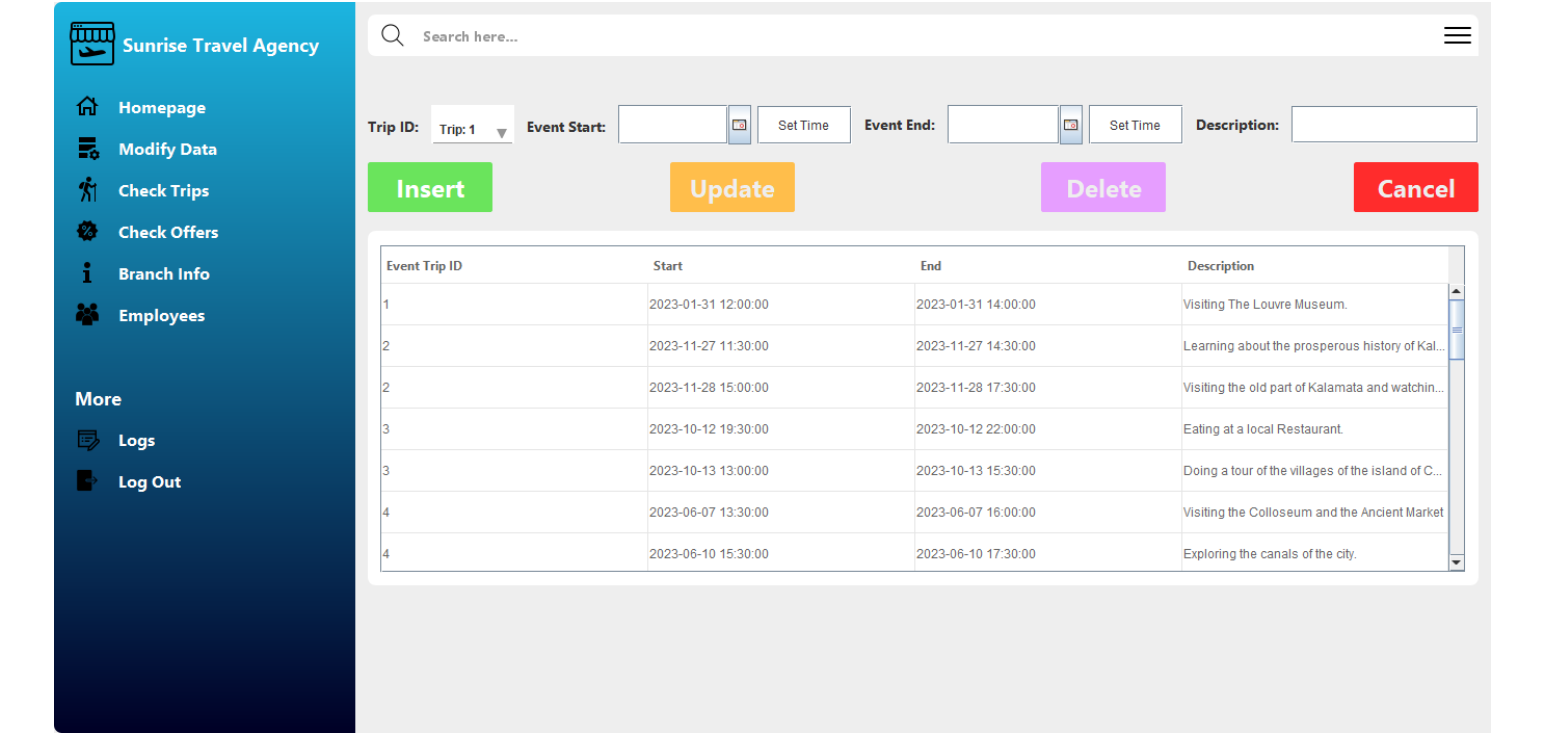 Sunrise Travel Agency
Search here...
Homepage
Modify Data
Check Trips
Check Offers
Branch Info
Employees
More
Logs
Log Out
Trip ID: Trip: 1 Event Start: Set Time Event End: Set Time Description:
Insert Update Delete Cancel
Event Trip ID Start End Description
1 2023-01-31 12:00:00 2023-01-31 14:00:00 Visiting The Louvre Museum.
2 2023-11-27 11:30:00 2023-11-27 14:30:00 Learning about the prosperous history of Kal...
2 2023-11-28 15:00:00 2023-11-28 17:30:00 Visiting the old part of Kalamata and watchin...
3 2023-10-12 19:30:00 2023-10-12 22:00:00 Eating at a local Restaurant.
3 2023-10-13 13:00:00 2023-10-13 15:30:00 Doing a tour of the villages of the island of C...
4 2023-06-07 13:30:00 2023-06-07 16:00:00 Visiting the Colloseum and the Ancient Market
4 2023-06-10 15:30:00 2023-06-10 17:30:00 Exploring the canals of the city.